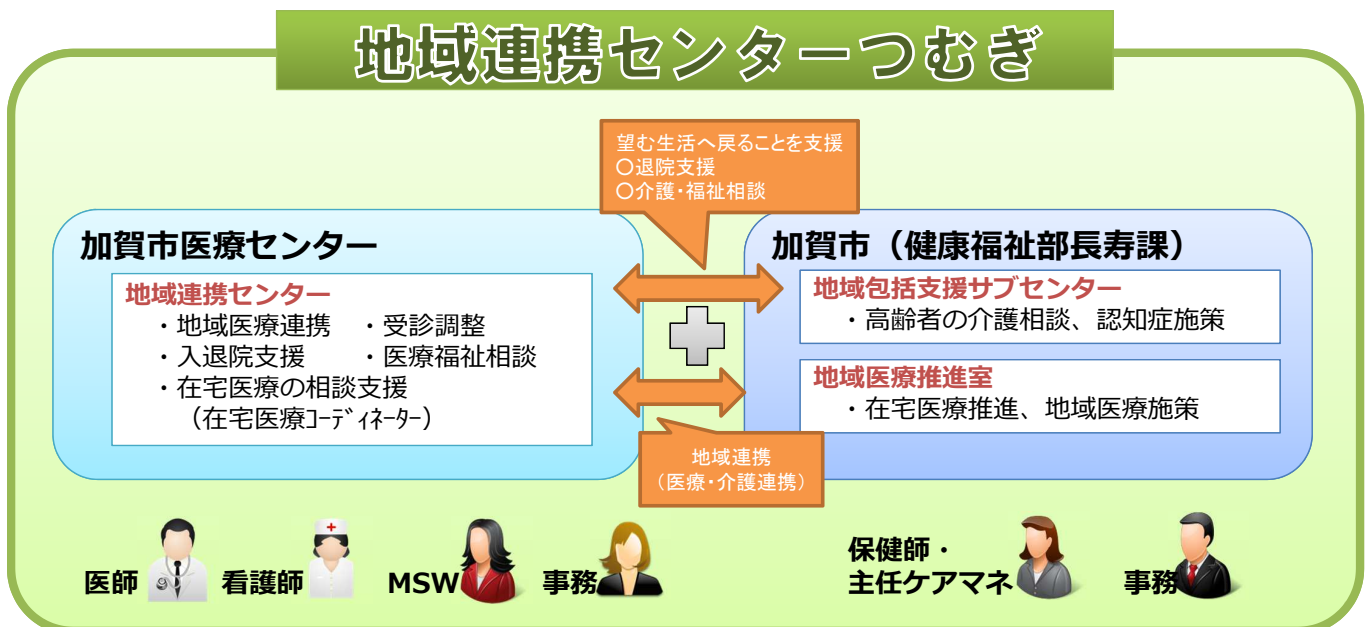 地域連携センターつむぎ
望む生活へ戻ることを支援
○退院支援
○介護・福祉相談
加賀市医療センター
地域連携センター
・地域医療連携　・受診調整
・入退院支援　・医療福祉相談
・在宅医療の相談支援
（在宅医療ｺｰﾃﾞｨﾈｰﾀｰ）
加賀市（健康福祉部長寿課）
地域包括支援サブセンター
・高齢者の介護相談、認知症施策
地域医療推進室
・在宅医療推進、地域医療施策
地域連携
（医療・介護連携）
医師
看護師
MSW
事務
保健師・
主任ケアマネ
事務